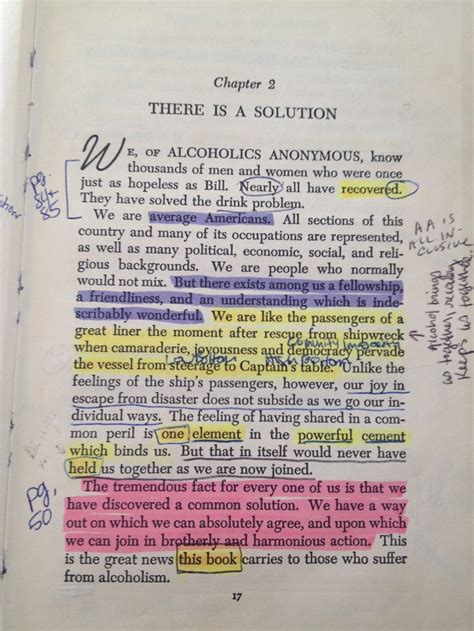 Chapter 2
THERE IS A SOLUTION
WE, OF ALCOHOLICS ANONYMOUS, know
thousands of men and women who were once
just as hopeless as Bill. Nearly all have recovered.
They have solved the drink problem.
We are average Americans. All sections of this
country and many of its occupations are represented,
as well as many political, economic, social, and reli-
gious backgrounds. We are people who normally
would not mix. But there exists among us a fellowship,
a friendliness, and an understanding which is inde-
scribably wonderful. We are like the passengers of a
great liner the moment after rescue from shipwreck
when camaraderie, joyousness and democracy pervade
the vessel from steerage to Captain's table. Unlike the
feelings of the ship's passengers, however, our joy in
escape from disaster does not subside as we go our in-
dividual ways. The feeling of having shared in a com-
mon peril is one element in the powerful cement
which binds us. But that in itself would never have
held us together as we are now joined.
The tremendous fact for every one of us is that we
have discovered a common solution. We have a way
out on which we can absolutely agree, and upon which
we can join in brotherly and harmonious action. This
is the great news this book carries to those who suffer
from alcoholism.
17
pg.
AA IS
ALL IN-
CLUSIVE
Alcohol brings
us together,
keeps us together
pg.
50